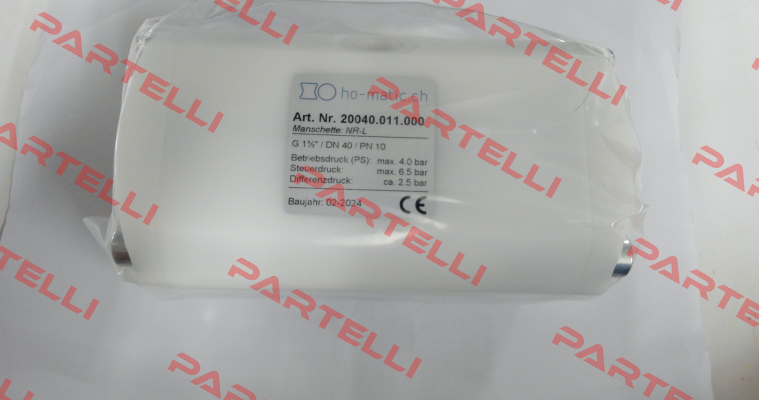 ho-matic.ch
Art. Nr. 20040.011.000
Manschette NR-L
G 1½" / DN 40 / PN 10
Betriebsdruck (PS): max. 4.0 bar
Steuerdruck: max. 6.5 bar
Differenzdruck: ca. 2.5 bar
Baujahr: 02-2024 CE
PARTELLI
PARTELLI
PARTELLI
PARTELLI
PARTELLI
PARTELLI
PARTELLI
PARTELLI